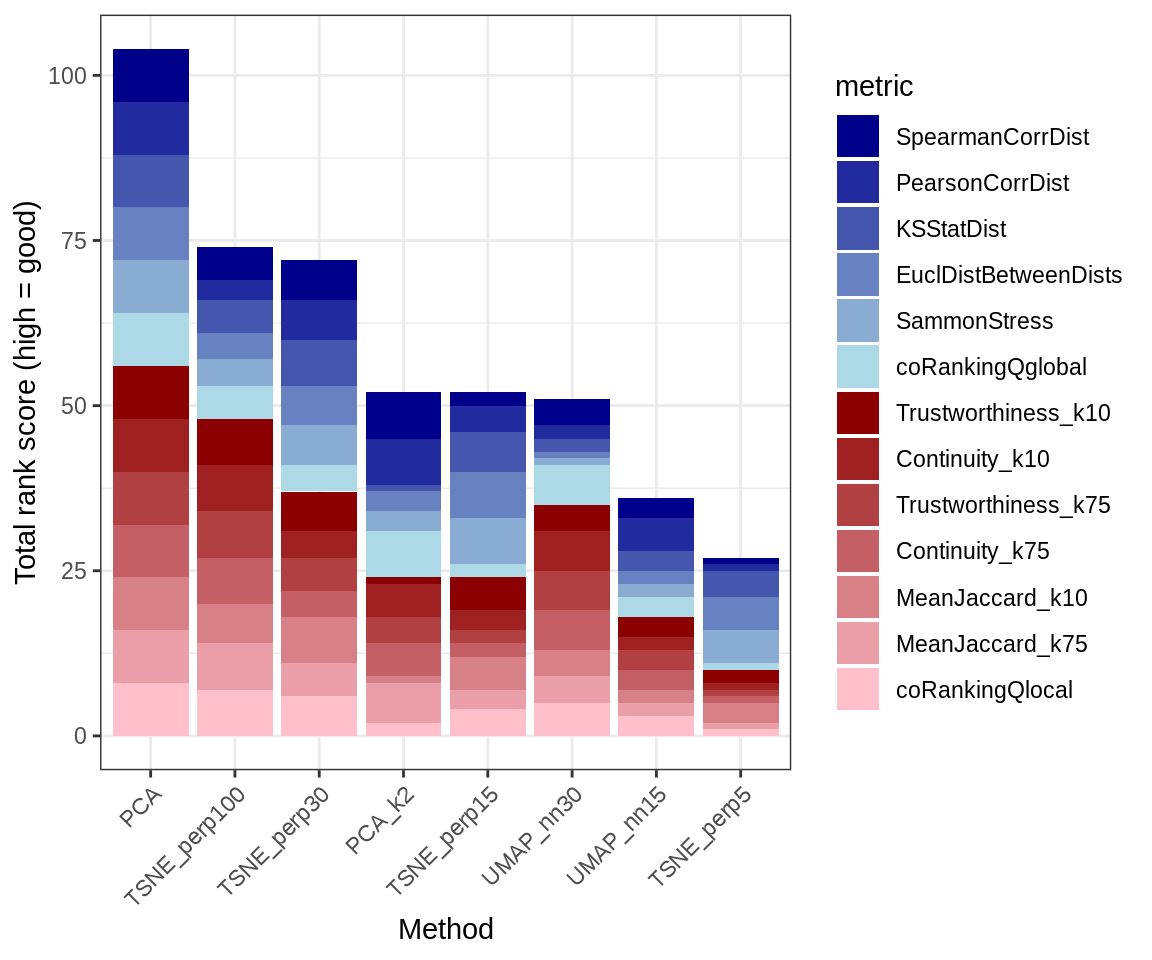 Total rank score (high = good)
100
75
50
25
0
PCA
TSNE_perp100
TSNE_perp30
PCA_k2
TSNE_perp15
UMAP_nn30
UMAP_nn15
TSNE_perp5
Method
metric
SpearmanCorrDist
PearsonCorrDist
KSStatDist
EuclDistBetweenDists
SammonStress
coRankingQglobal
Trustworthiness_k10
Continuity_k10
Trustworthiness_k75
Continuity_k75
MeanJaccard_k10
MeanJaccard_k75
coRankingQlocal